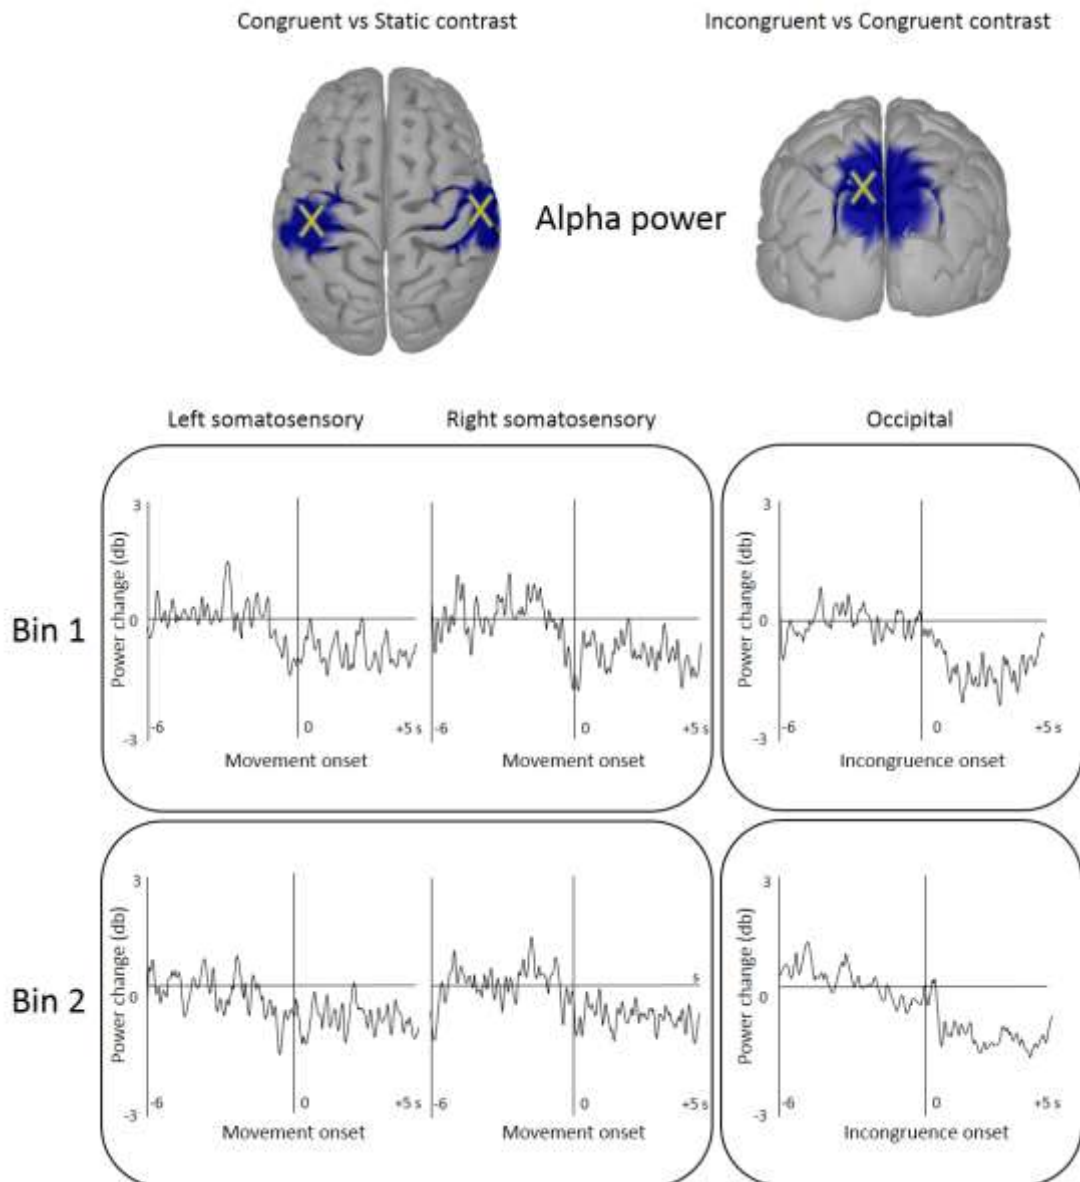 Congruent vs Static contrast
Incongruent vs Congruent contrast
X
X
X
Alpha power
Left somatosensory
Right somatosensory
Occipital
Bin 1
Power change (db)
3
0
-3
-6
0
+5 s
Movement onset
-6
0
+5 s
Movement onset
Power change (db)
3
0
-3
-6
0
+5 s
Incongruence onset
Bin 2
Power change (db)
3
0
-3
-6
0
+5 s
Movement onset
-6
0
+5 s
s
Movement onset
Power change (db)
3
0
-3
-6
0
+5 s
Incongruence onset